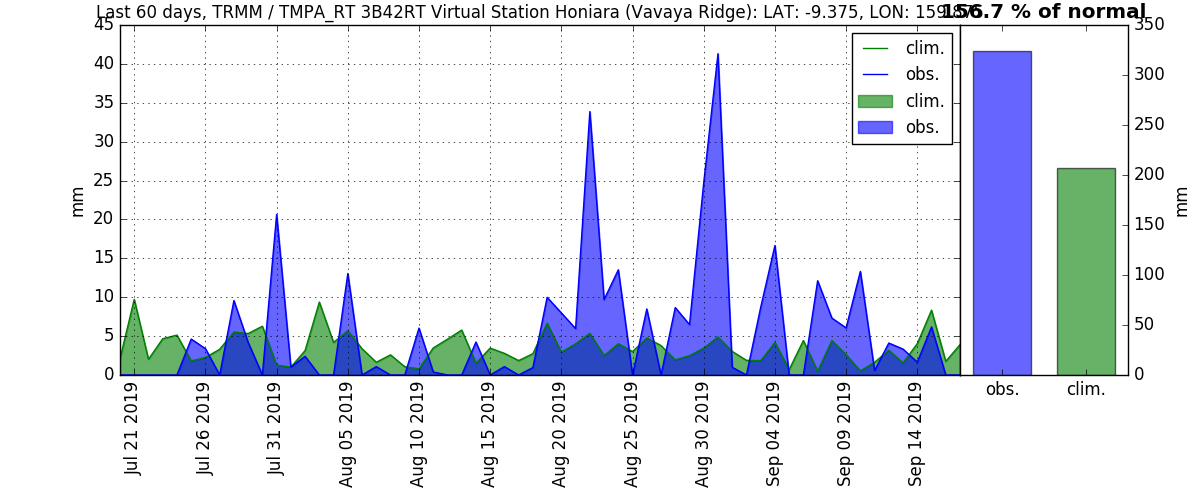 Last 60 days, TRMM / TMPA_RT 3B42RT Virtual Station Honiara (Vavaya Ridge): LAT: -9.375, LON:
156.7 % of normal
45
40
35
30
25
20
15
10
5
0
mm
clim.
obs.
clim.
obs.
Jul 21 2019
Jul 26 2019
Jul 31 2019
Aug 05 2019
Aug 10 2019
Aug 15 2019
Aug 20 2019
Aug 25 2019
Aug 30 2019
Sep 04 2019
Sep 09 2019
Sep 14 2019
350
300
250
200
150
100
50
0
mm
obs.
clim.